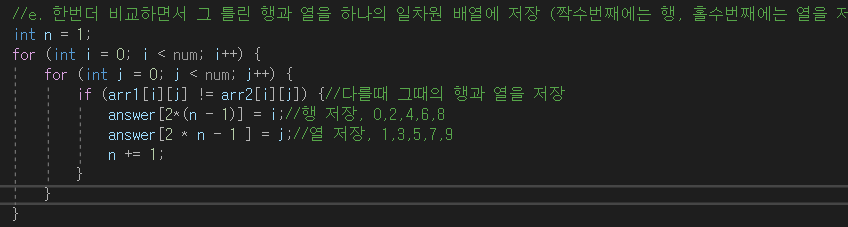 //e. 한번더 비교하면서 그 틀린 행과 열을 하나의 일차원 배열에 저장 (짝수번째에는 행, 홀수번째에는 열을
int n = 1;
for (int i = 0; i < num; i++) {
for (int j = 0; j < num; j++) {
if (arr1[i][j] != arr2[i][j]) {//다를때 그때의 행과 열을 저장
answer[2*(n - 1)] = i;//행 저장, 0,2,4,6,8
answer[2 * n - 1 ] = j;//열 저장, 1,3,5,7,9
n += 1;
}
}
}